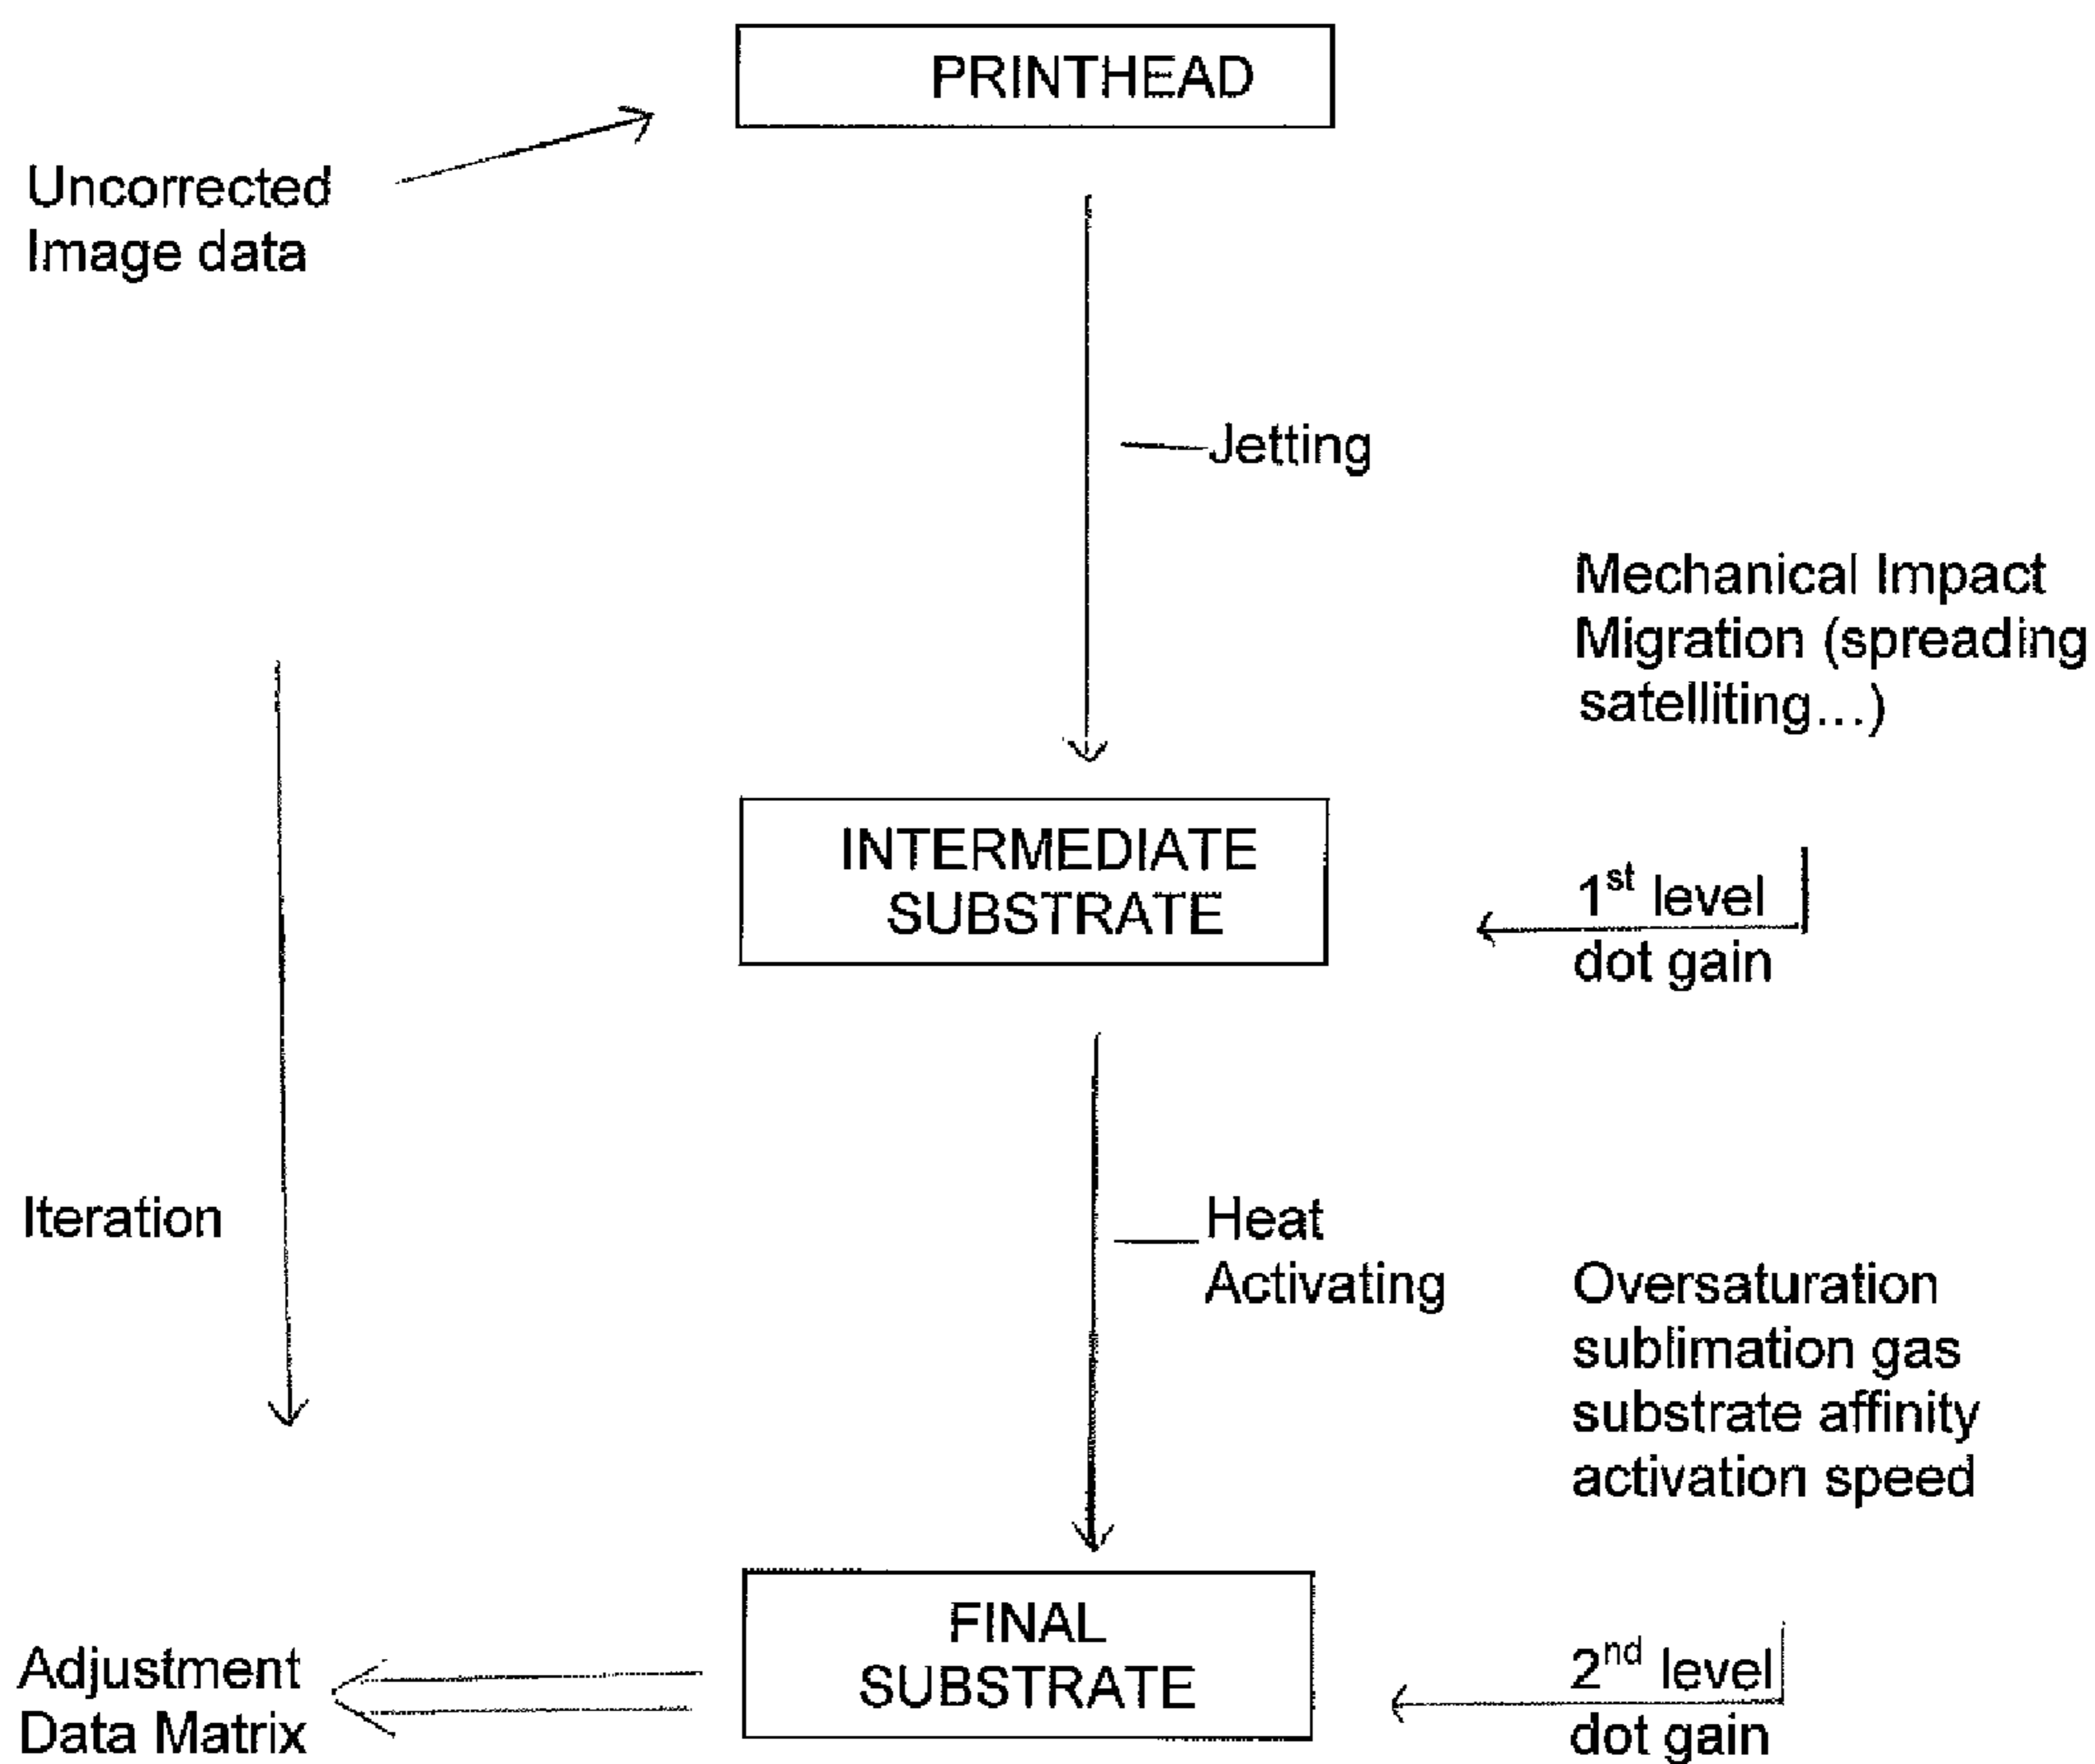 PRINTHEAD
Uncorrected
Image data
Jetting
Mechanical Impact
Migration (spreading
satelliting...)
INTERMEDIATE
SUBSTRATE
1st level
dot gain
Iteration
Heat
Activating
Oversaturation
sublimation gas
substrate affinity
activation speed
FINAL
SUBSTRATE
2nd level
dot gain
Adjustment
Data Matrix